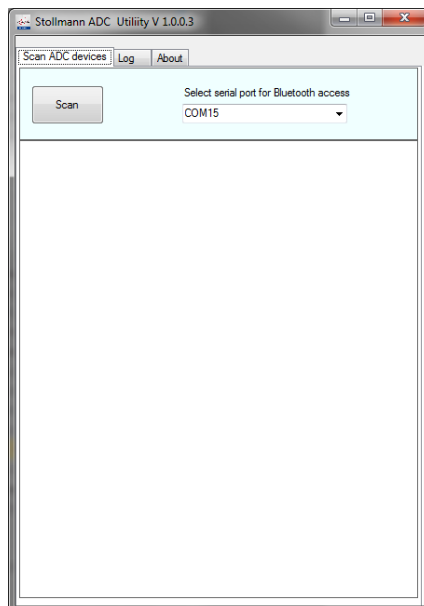 Stollmann ADC Utiliity V 1.0.0.3
Scan ADC devices Log About
Select serial port for Bluetooth access
Scan
COM15